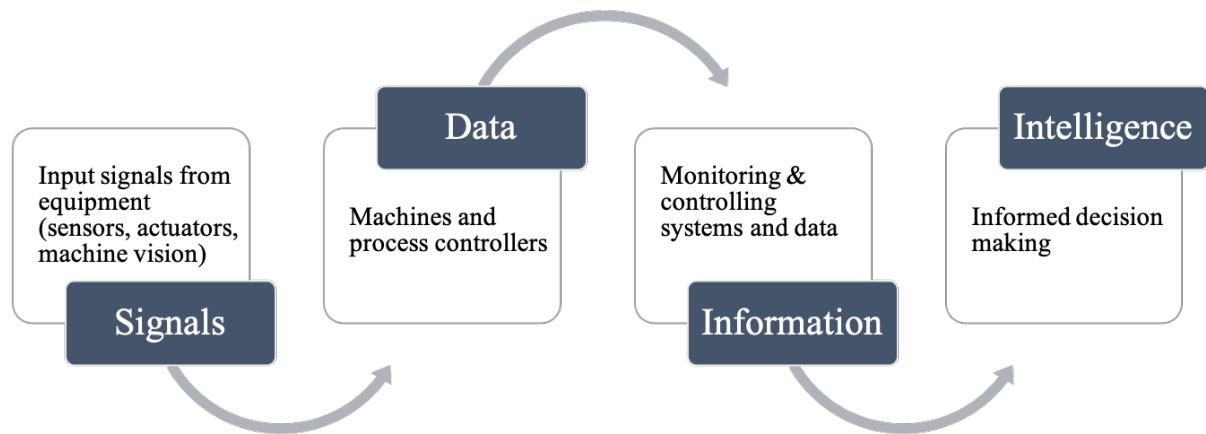 Input signals from
equipment
(sensors, actuators,
machine vision)
Signals
Data
Machines and
process controllers
Monitoring &
controlling
systems and data
Information
Intelligence
Informed decision
making